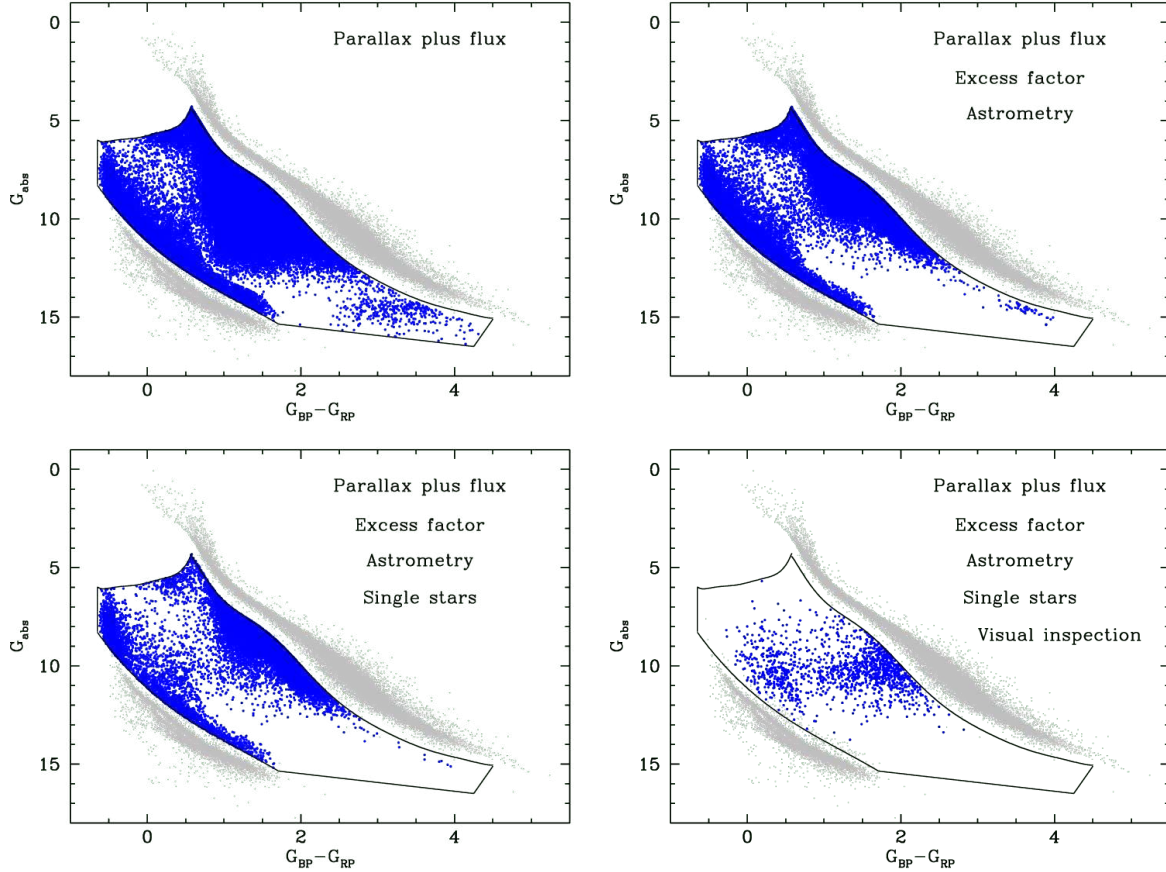 0
5
10
15
G_abs
Parallax plus flux
0 2 4
G_BP−G_RP
0
5
10
15
G_abs
Parallax plus flux
Excess factor
Astrometry
0 2 4
G_BP−G_RP
0
5
10
15
G_abs
Parallax plus flux
Excess factor
Astrometry
Single stars
0 2 4
G_BP−G_RP
0
5
10
15
G_abs
Parallax plus flux
Excess factor
Astrometry
Single stars
Visual inspection
0 2 4
G_BP−G_RP